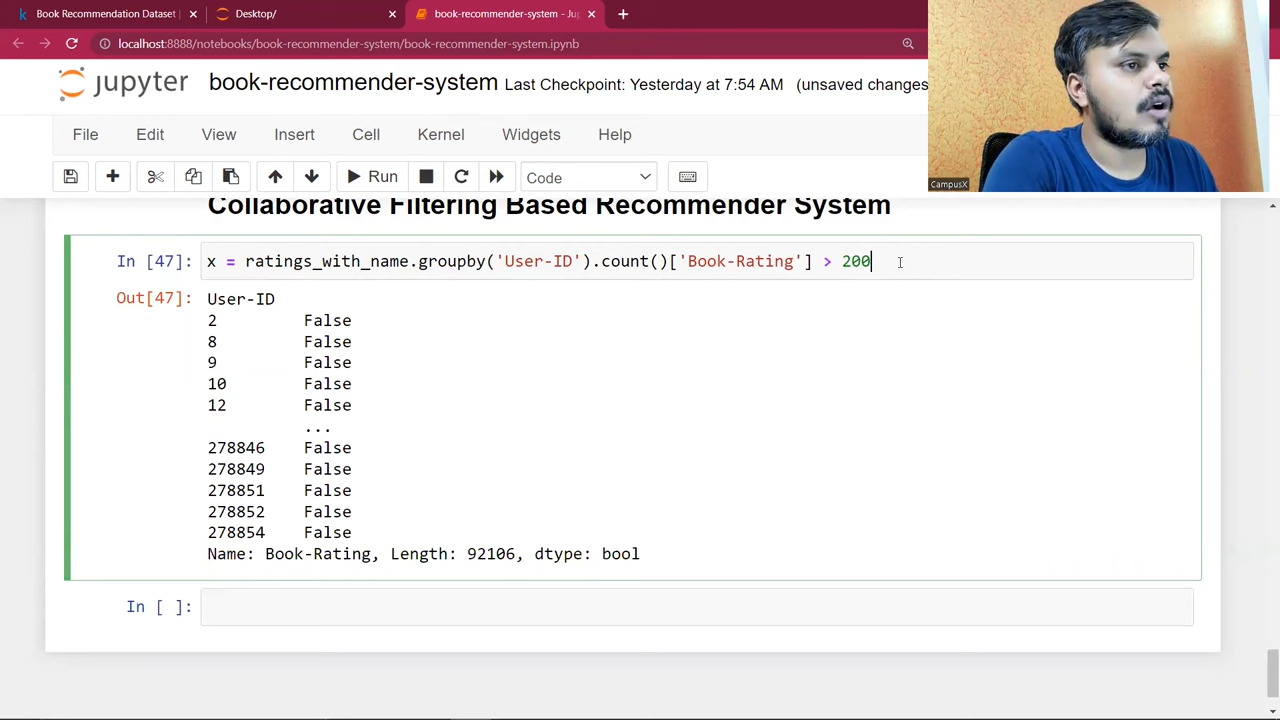 Book Recommendation Dataset
Desktop/
book-recommender-system - Ju
localhost:8888/notebooks/book-recommender-system/book-recommender-system.ipynb
jupyter
book-recommender-system Last Checkpoint: Yesterday at 7:54 AM (unsaved changes
File Edit View Insert Cell Kernel Widgets Help
Run
Code
CampusX
Collaborative Filtering Based Recommender System
In [47]: x = ratings_with_name.groupby('User-ID').count()['Book-Rating'] > 200
Out[47]: User-ID
2 False
8 False
9 False
10 False
12 False
...
278846 False
278849 False
278851 False
278852 False
278854 False
Name: Book-Rating, Length: 92106, dtype: bool
In [ ]: